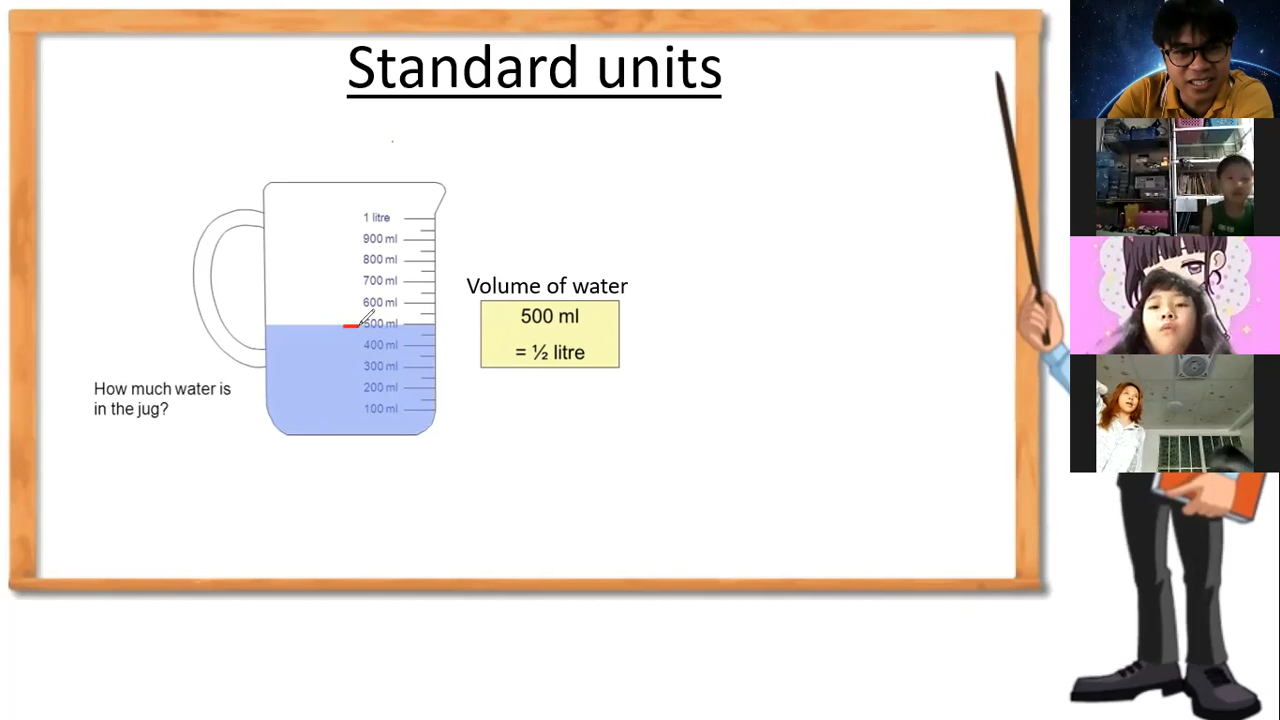 Standard units
1 litre
900 ml
800 ml
700 ml
600 ml
500 ml
400 ml
300 ml
200 ml
100 ml
Volume of water
500 ml
= ½ litre
How much water is
in the jug?